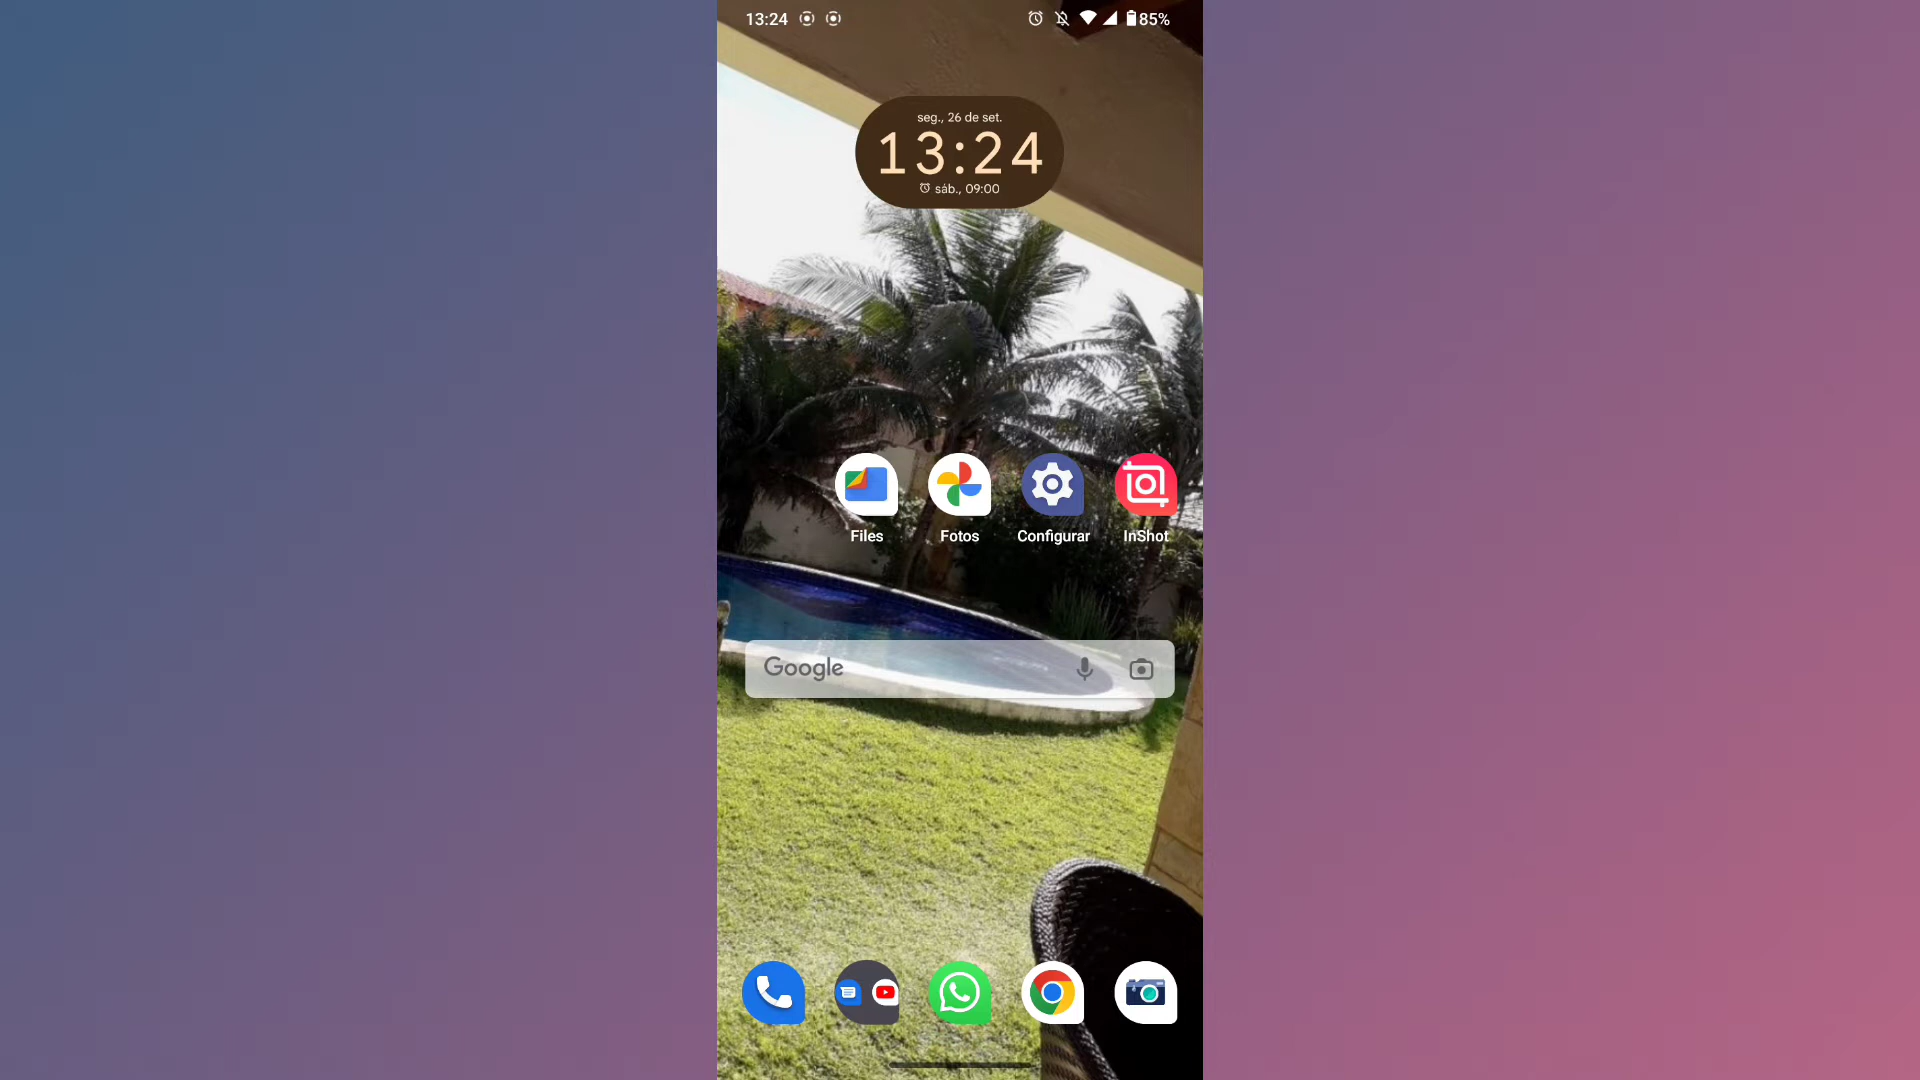 13:24
85%
seg., 26 de set.
13:24
sáb., 09:00
Files
Fotos
Configurar
InShot
Google